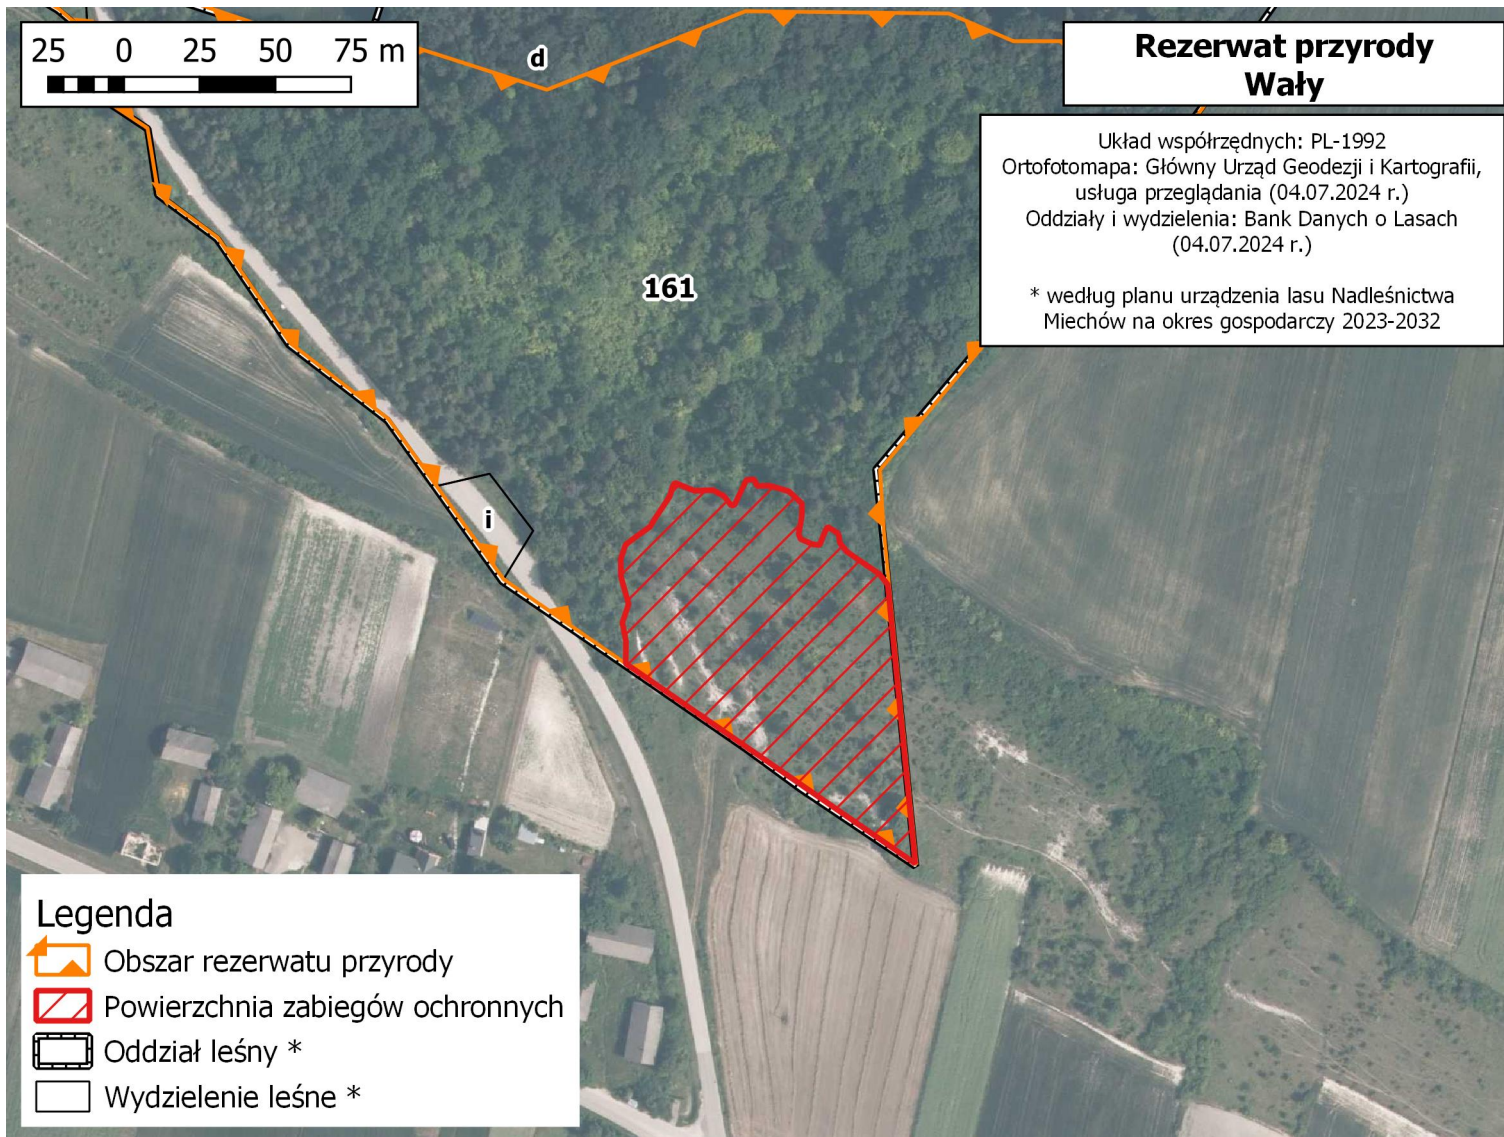 25 0 25 50 75 m
d
Rezerwat przyrody
Wały
Układ współrzędnych: PL-1992
Ortofotomapa: Główny Urząd Geodezji i Kartografii,
usługa przeglądania (04.07.2024 r.)
Oddziały i wydzielenia: Bank Danych o Lasach
(04.07.2024 r.)
* według planu urządzenia lasu Nadleśnictwa
Miechów na okres gospodarczy 2023-2032
161
i
Legenda
Obszar rezerwatu przyrody
Powierzchnia zabiegów ochronnych
Oddział leśny *
Wydzielenie leśne *